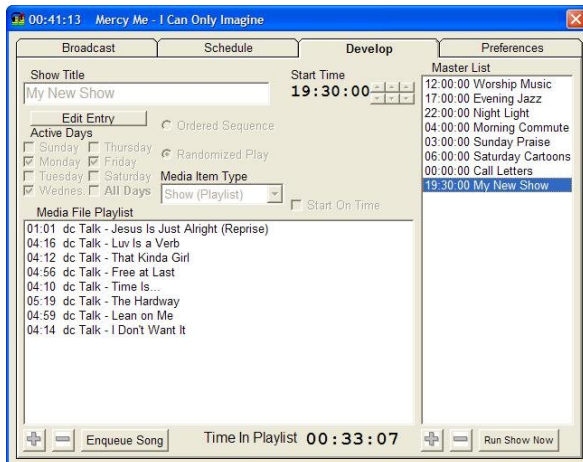 00:41:13 Mercy Me - I Can Only Imagine
Broadcast
Schedule
Develop
Preferences
Show Title
Start Time
Master List
My New Show
19:30:00
Edit Entry
Active Days
Ordered Sequence
Randomized Play
Sunday
Thursday
Monday
Friday
Tuesday
Saturday
Wednes.
All Days
Media Item Type
Show (Playlist)
Start On Time
12:00:00 Worship Music
17:00:00 Evening Jazz
22:00:00 Night Light
04:00:00 Morning Commute
03:00:00 Sunday Praise
06:00:00 Saturday Cartoons
00:00:00 Call Letters
19:30:00 My New Show
Media File Playlist
01:01 dc Talk - Jesus Is Just Alright (Reprise)
04:16 dc Talk - Luv Is a Verb
04:12 dc Talk - That Kinda Girl
04:56 dc Talk - Free at Last
04:10 dc Talk - Time Is...
05:19 dc Talk - The Hardway
04:59 dc Talk - Lean on Me
04:14 dc Talk - I Don't Want It
Enqueue Song
Time In Playlist 00:33:07
Run Show Now